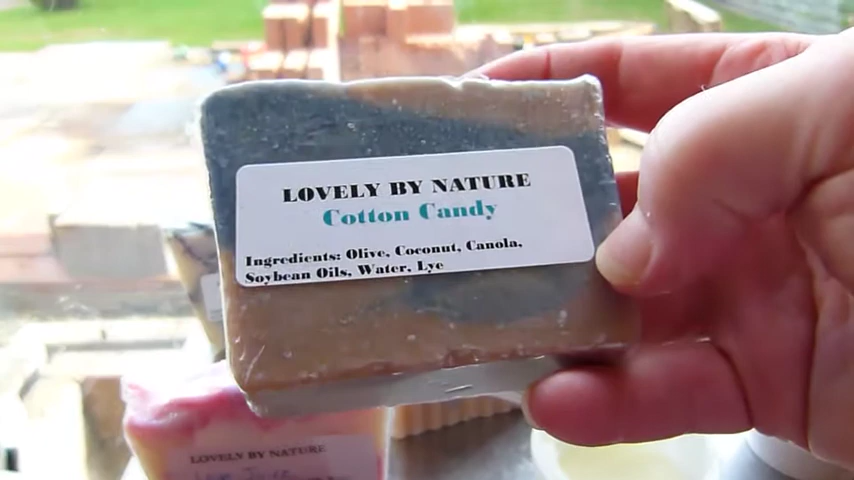 LOVELY BY NATURE
Cotton Candy
Ingredients: Olive, Coconut, Canola,
Soybean Oils, Water, Lye
LOVELY BY NATURE